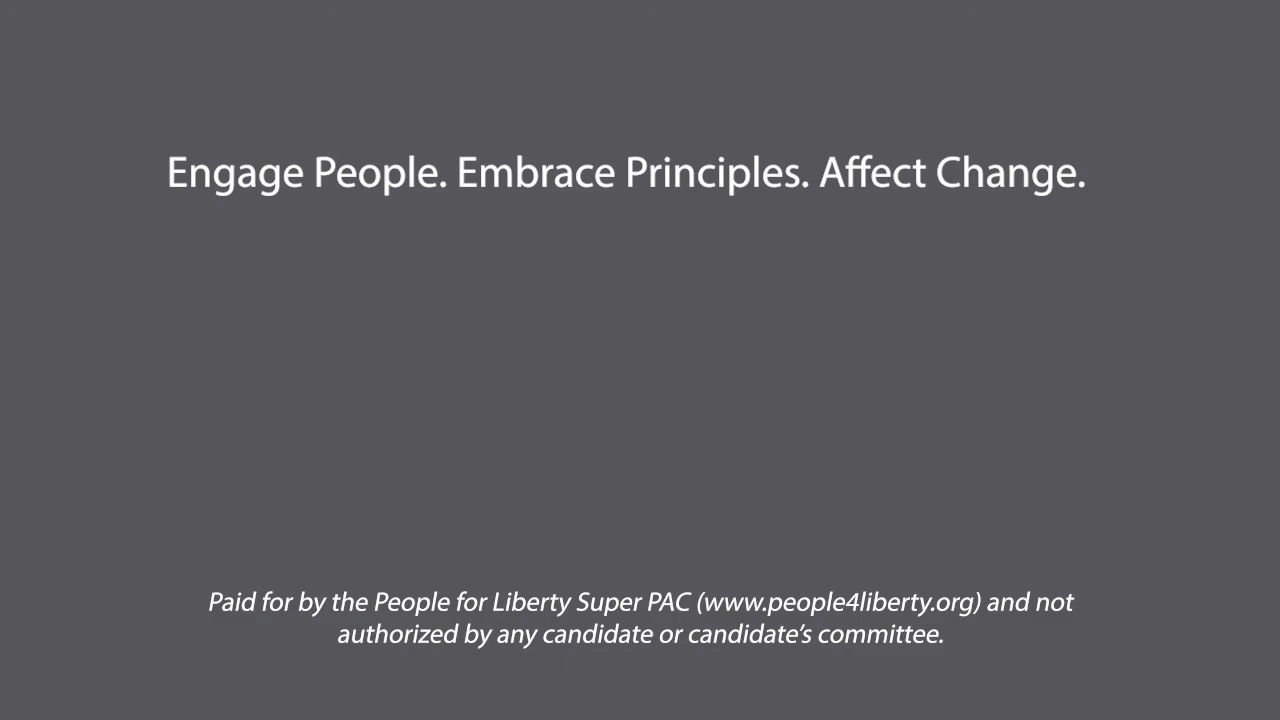 Engage People. Embrace Principles. Affect Change.
Paid for by the People for Liberty Super PAC (www.people4liberty.org) and not
authorized by any candidate or candidate’s committee.